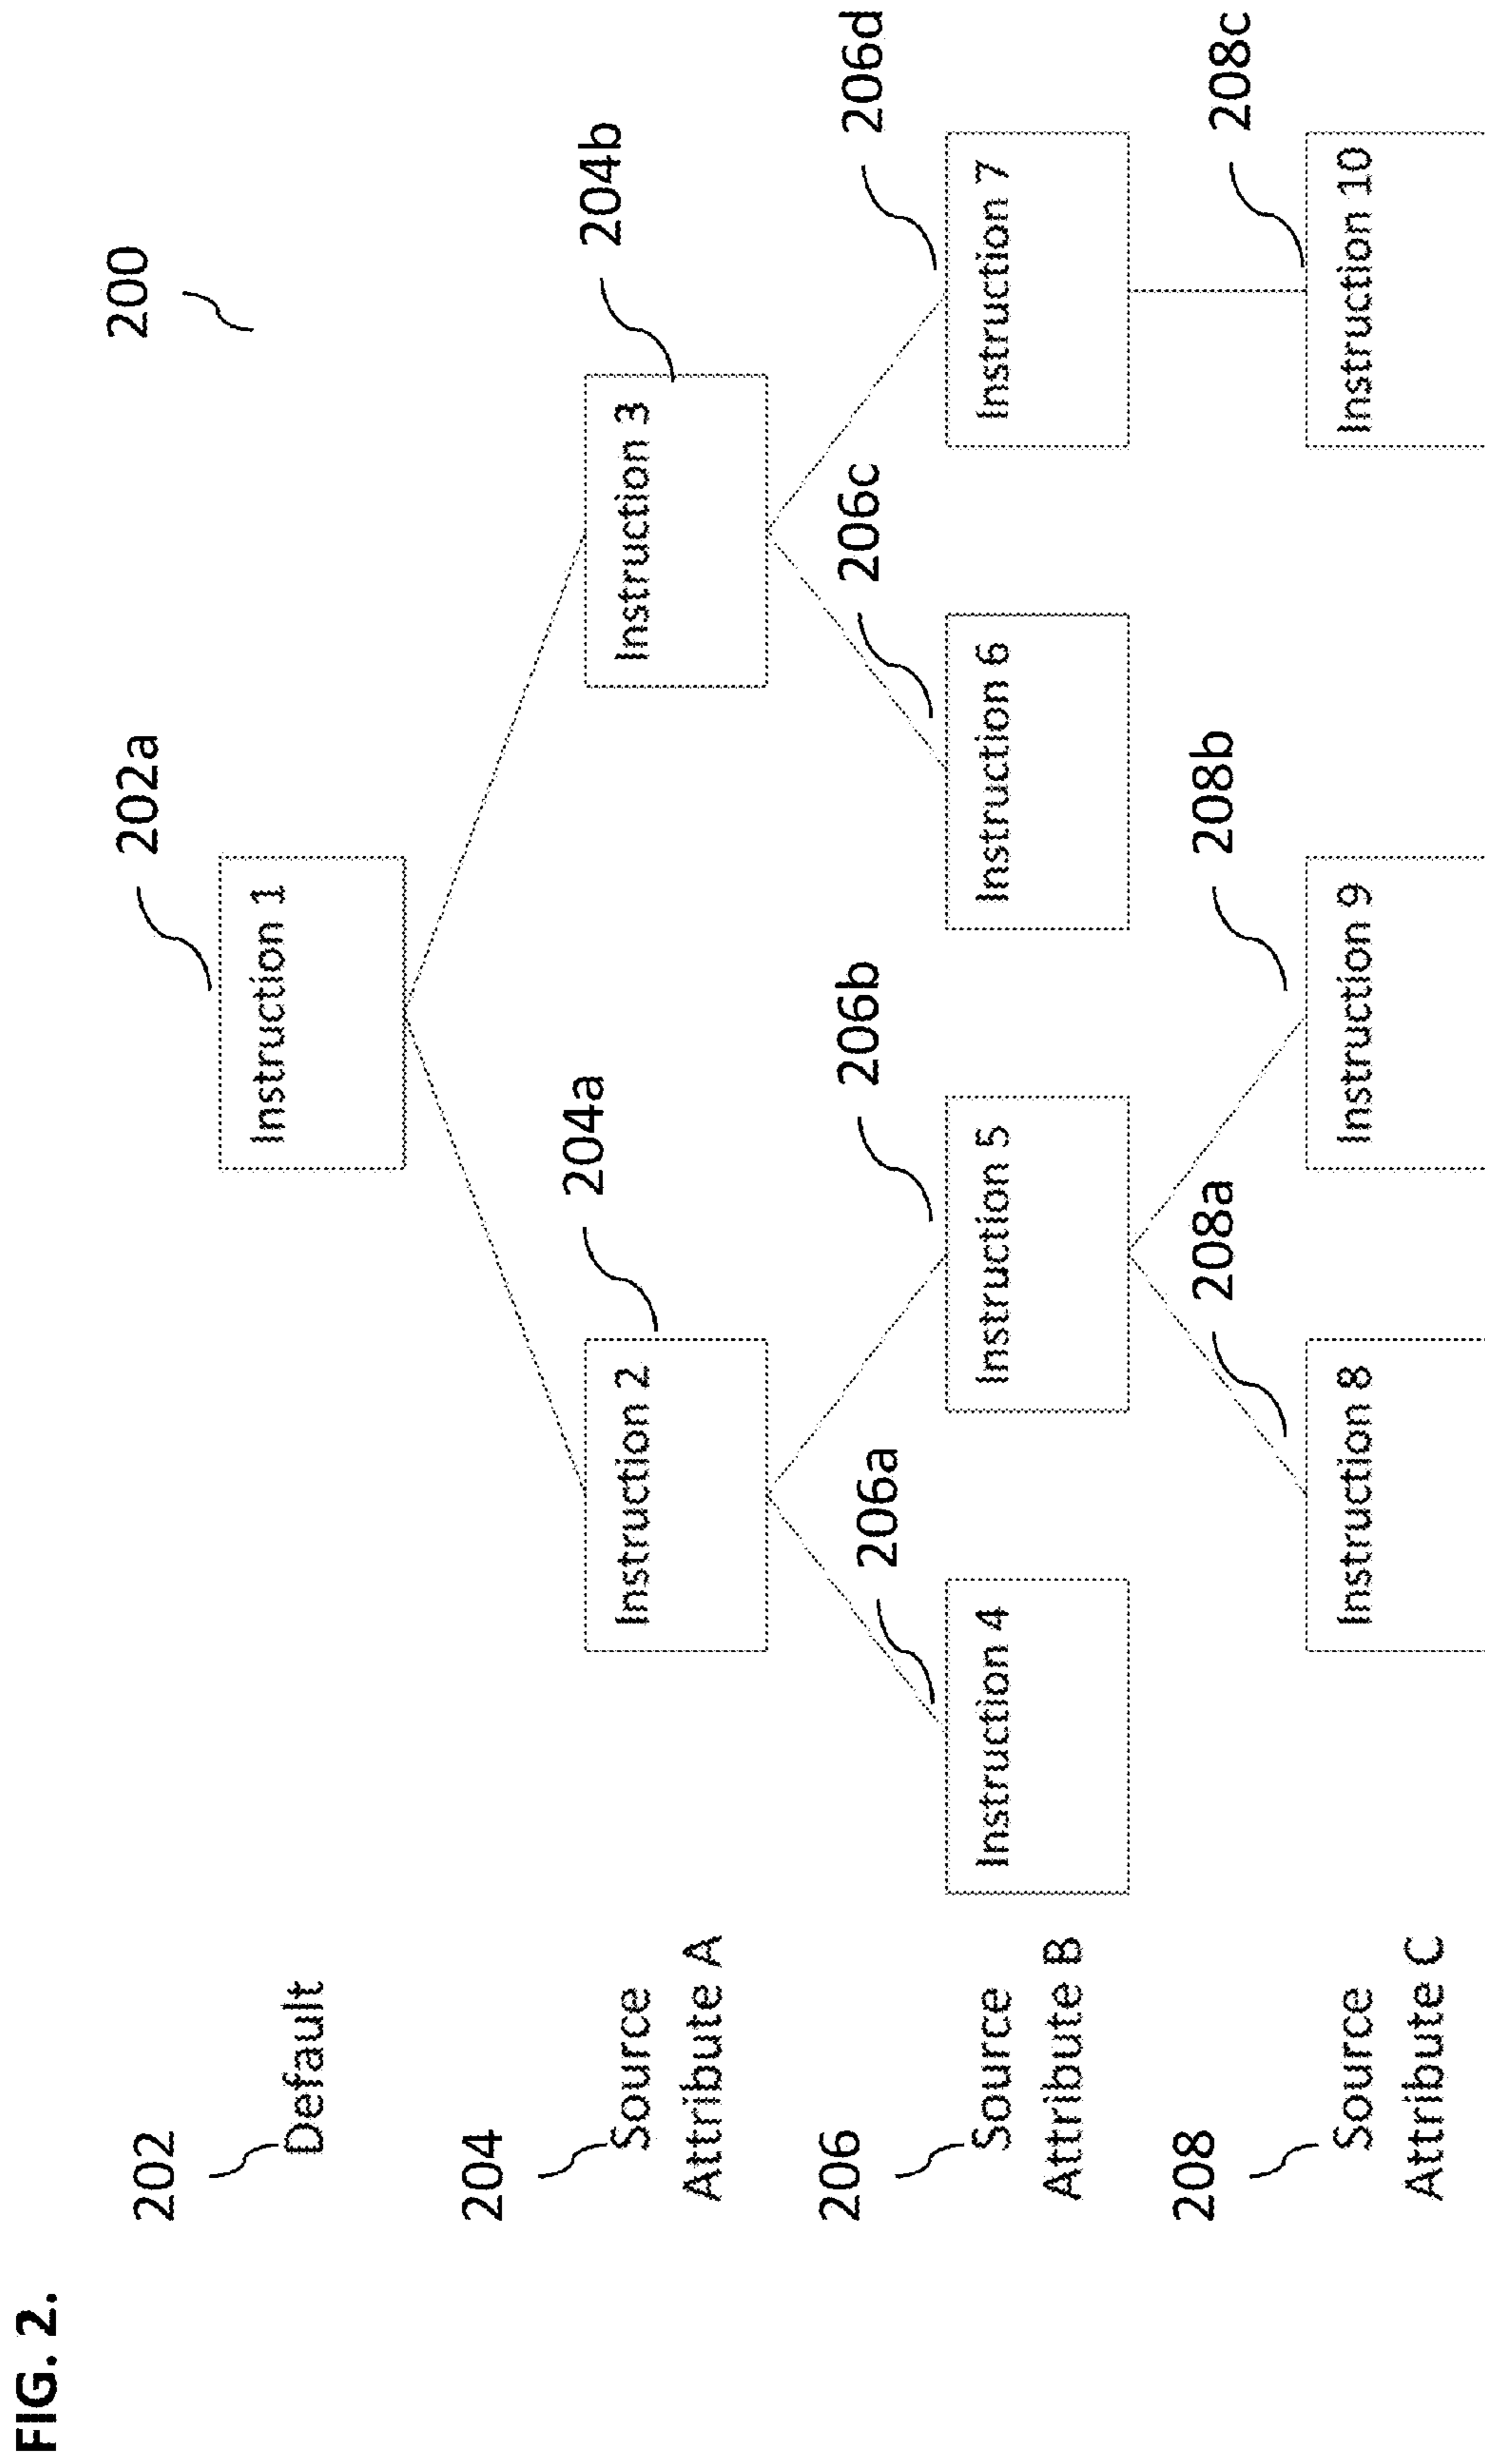 FIG. 2.
200
202
Default
202a
Instruction 1
204
Source
Attribute A
204a
Instruction 2
204b
Instruction 3
206
Source
Attribute B
206a
Instruction 4
206b
Instruction 5
206c
Instruction 6
206d
Instruction 7
208
Source
Attribute C
208a
Instruction 8
208b
Instruction 9
208c
Instruction 10